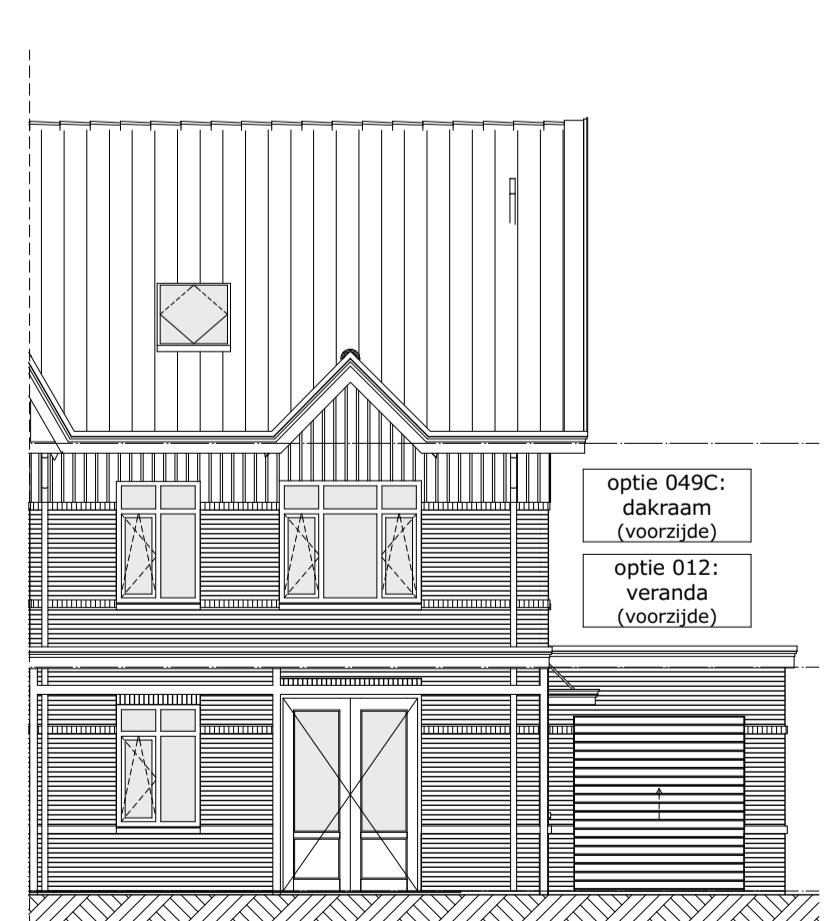 optie 049C:
dakraam
(voorzijde)
optie 012:
veranda
(voorzijde)